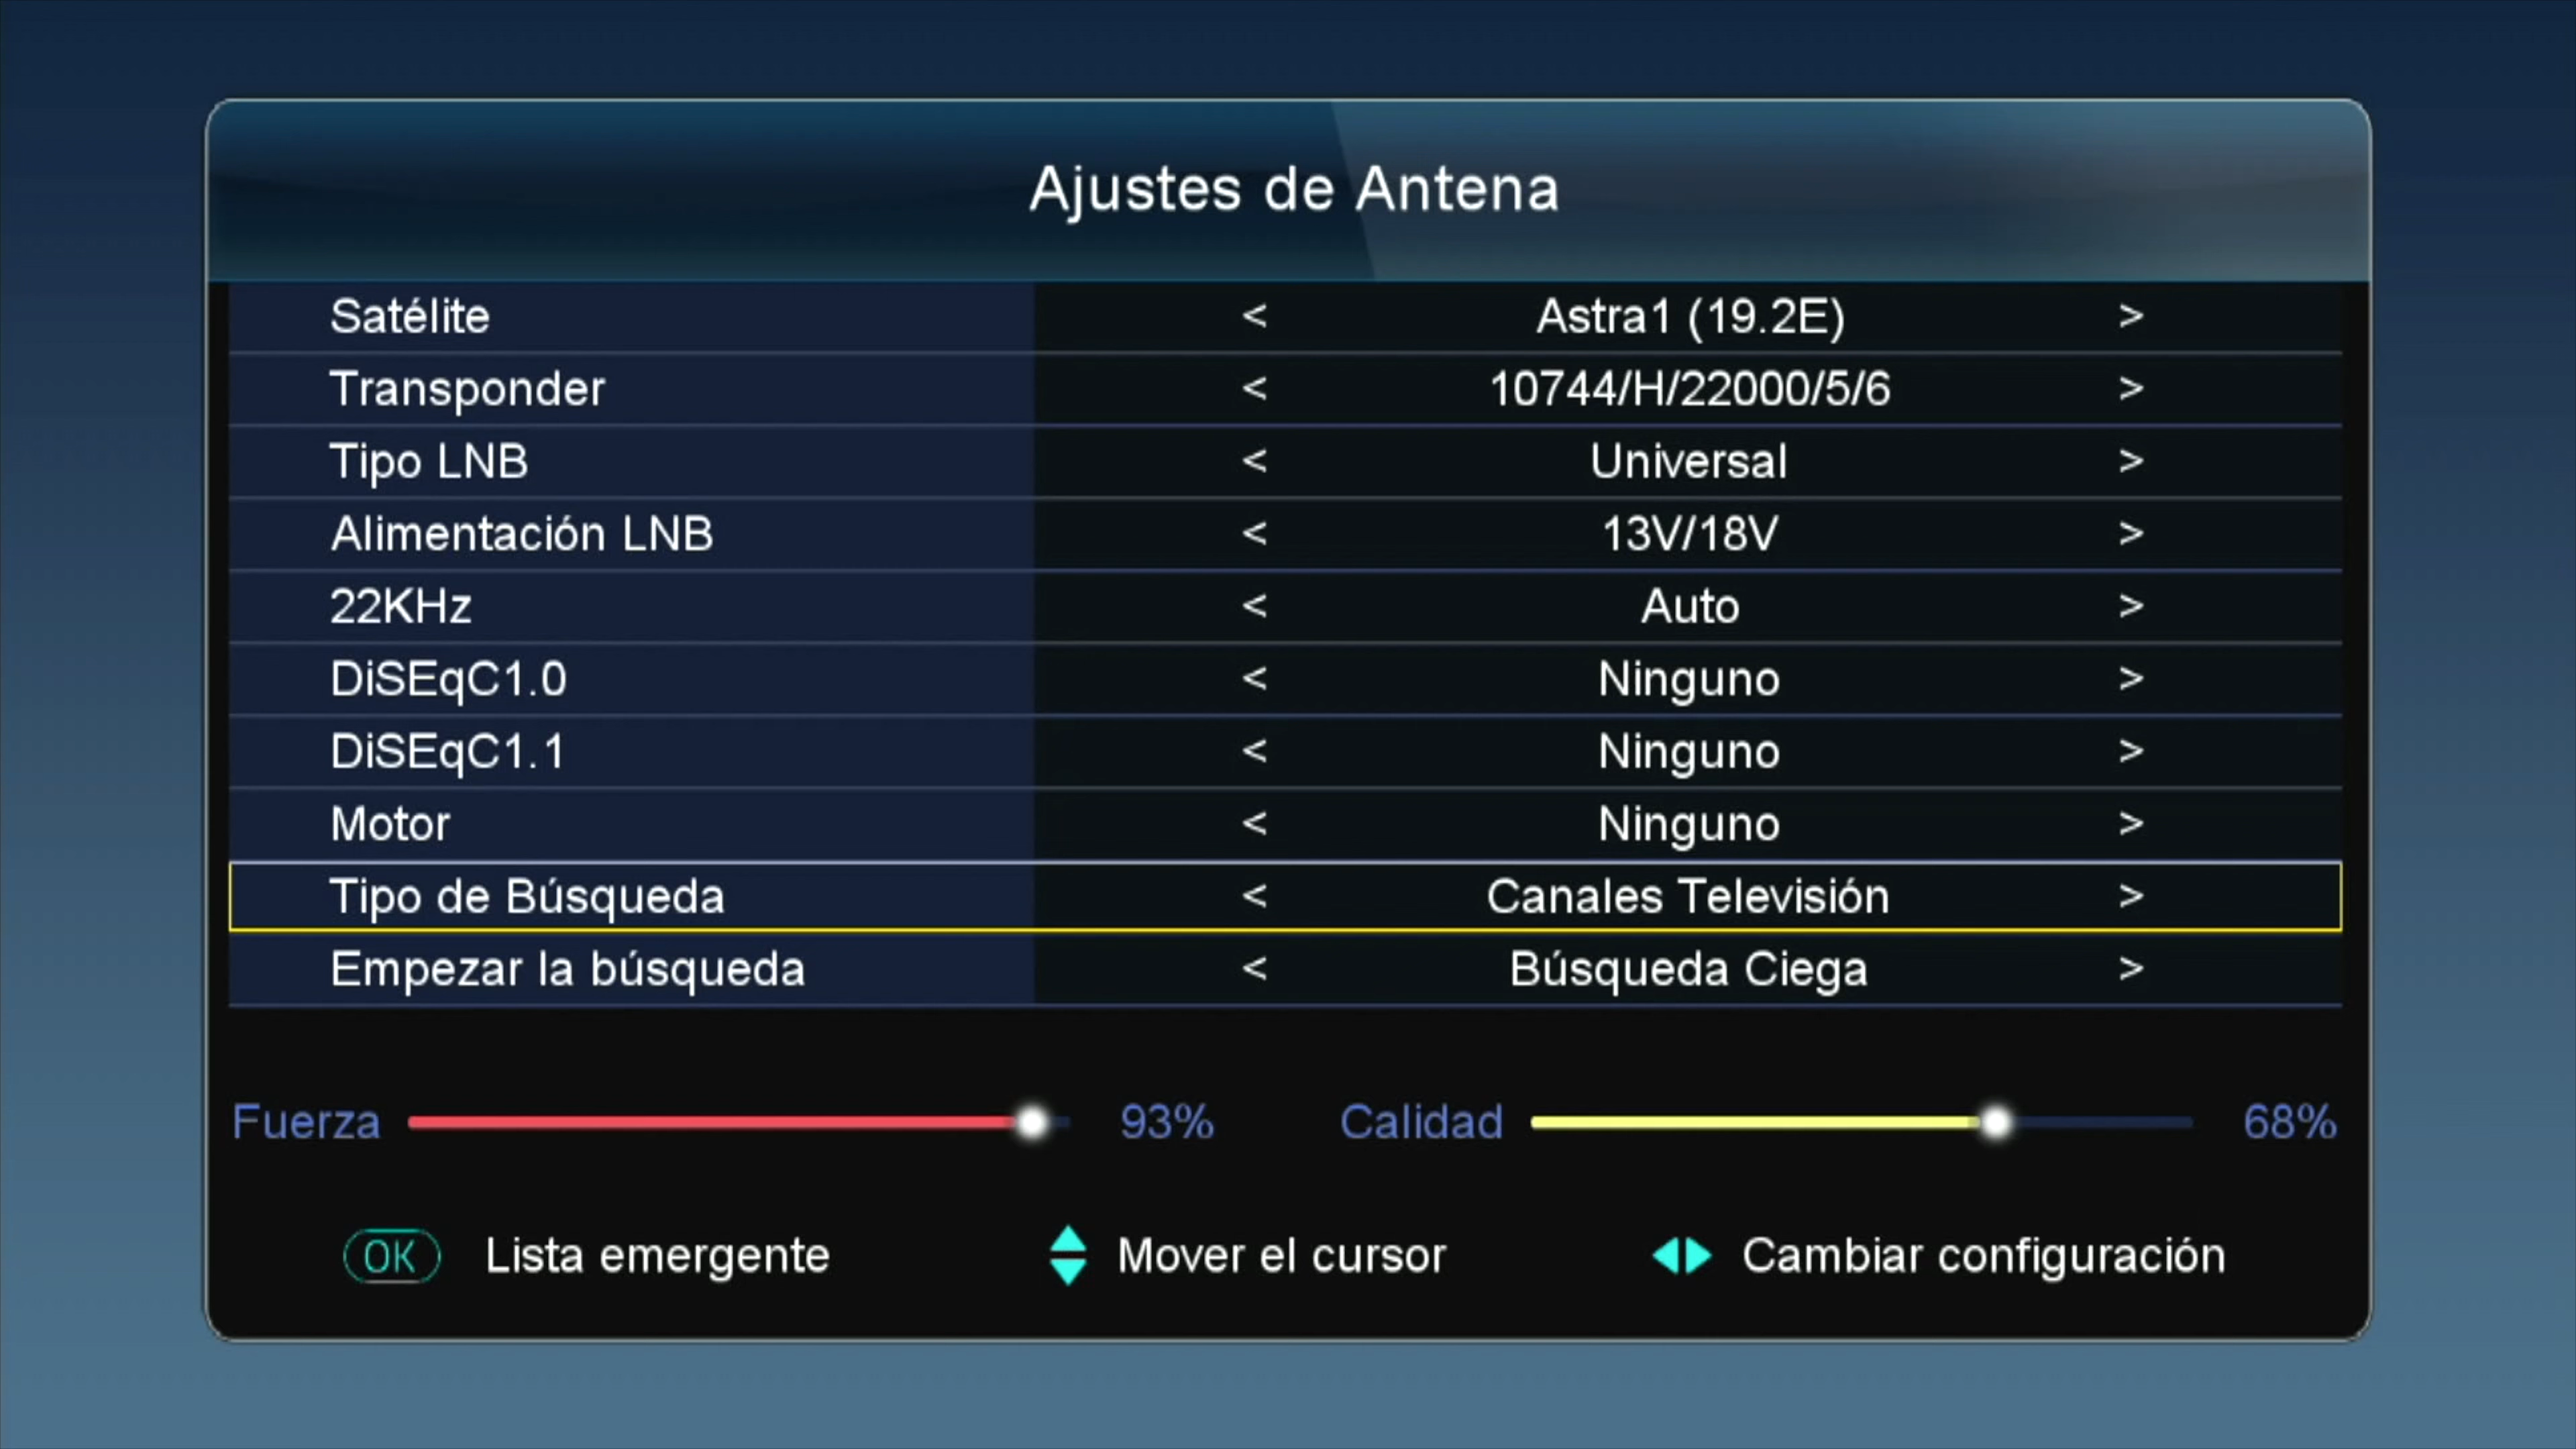 Ajustes de Antena
Satélite < Astra1 (19.2E) >
Transponder < 10744/H/22000/5/6 >
Tipo LNB < Universal >
Alimentación LNB < 13V/18V >
22KHz < Auto >
DiSEqC1.0 < Ninguno >
DiSEqC1.1 < Ninguno >
Motor < Ninguno >
Tipo de Búsqueda < Canales Televisión >
Empezar la búsqueda < Búsqueda Ciega >
Fuerza 93% Calidad 68%
OK Lista emergente Mover el cursor Cambiar configuración